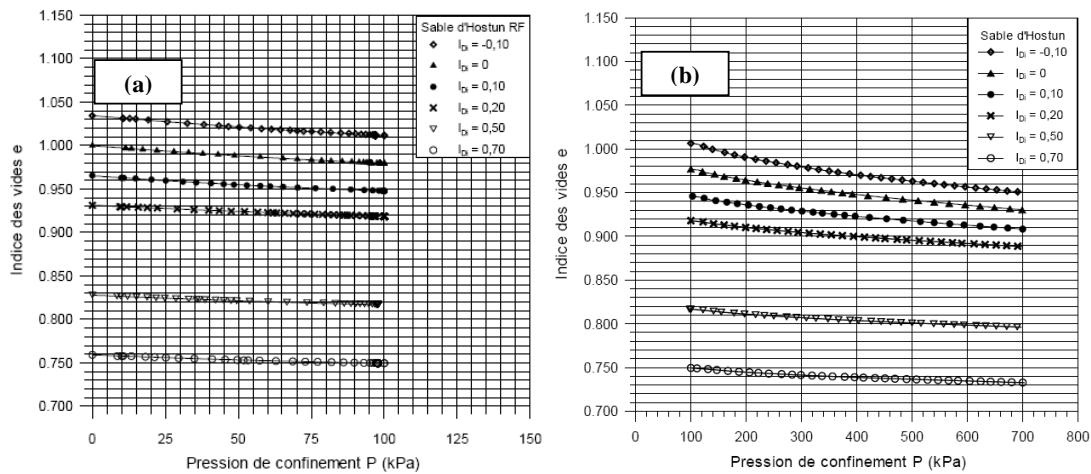 1.150
1.100
1.050
1.000
0.950
0.900
0.850
0.800
0.750
0.700
Indice des vides e
(a)
Sable d'Hostun RF
I_Di = -0,10
I_Di = 0
I_Di = 0,10
I_Di = 0,20
I_Di = 0,50
I_Di = 0,70
0 25 50 75 100 125 150
Pression de confinement P (kPa)
1.150
1.100
1.050
1.000
0.950
0.900
0.850
0.800
0.750
0.700
Indice des vides e
(b)
Sable d'Hostun
I_Di = -0,10
I_Di = 0
I_Di = 0,10
I_Di = 0,20
I_Di = 0,50
I_Di = 0,70
0 100 200 300 400 500 600 700 800
Pression de confinement P (kPa)